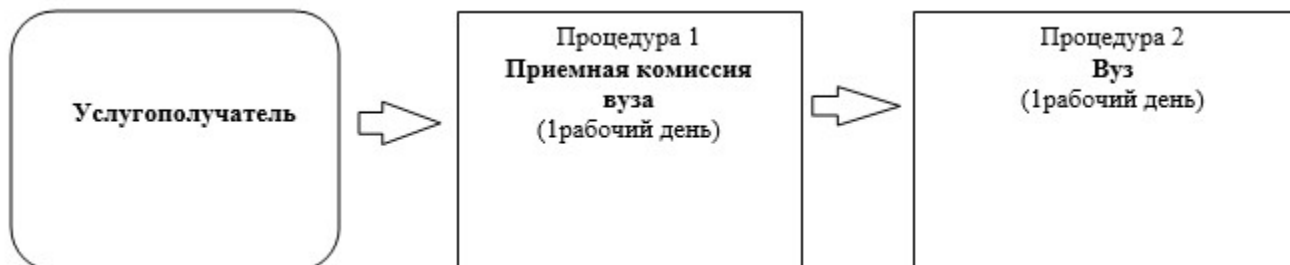 Услугополучатель
Процедура 1
Приемная комиссия
вуза
(1рабочий день)
Процедура 2
Вуз
(1рабочий день)